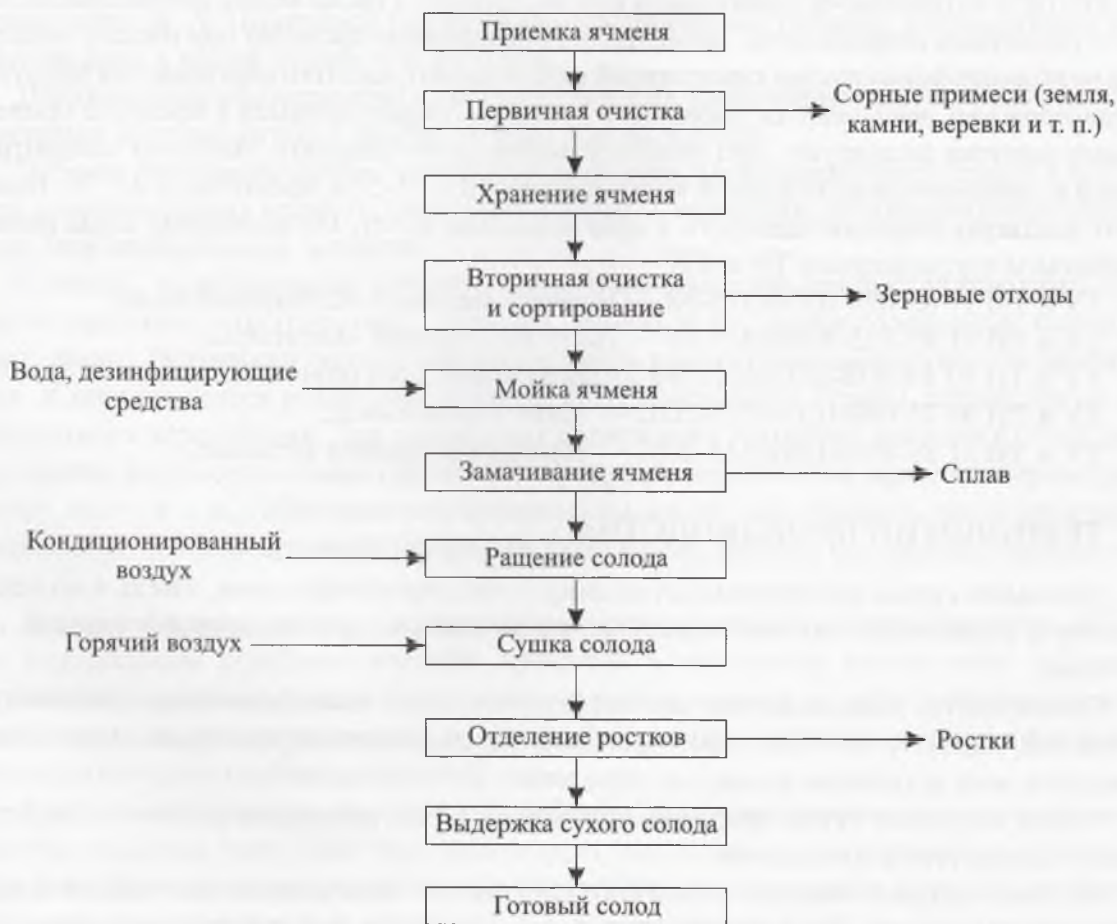 Приемка ячменя
Первичная очистка
Сорные примеси (земля,
камни, веревки и т. п.)
Хранение ячменя
Вторичная очистка
и сортирование
Зерновые отходы
Вода, дезинфицирующие
средства
Мойка ячменя
Замачивание ячменя
Сплав
Кондиционированный
воздух
Ращение солода
Горячий воздух
Сушка солода
Отделение ростков
Ростки
Выдержка сухого солода
Готовый солод